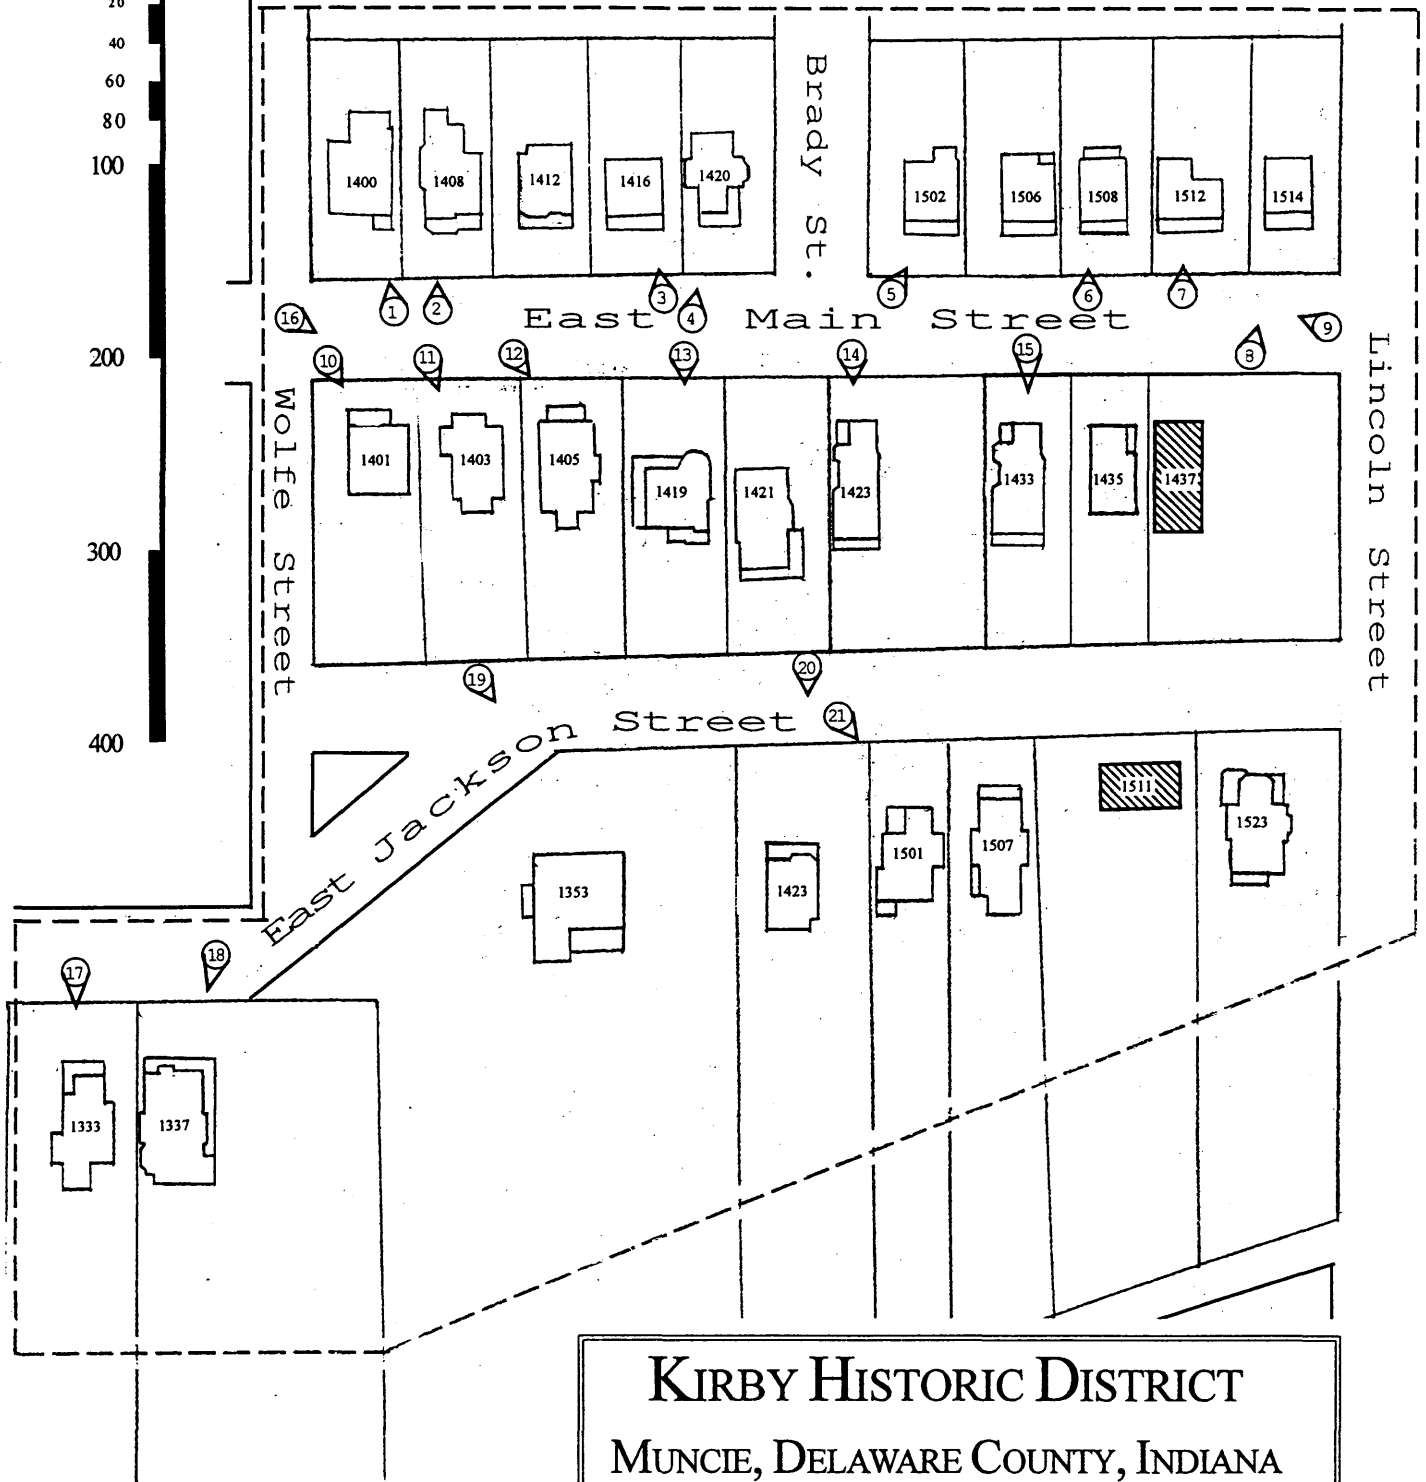 20
40
60
80
100
200
300
400
1400 1408 1412 1416 1420
1502 1506 1508 1512 1514
Brady St.
1 2 3 4 5 6 7
East Main Street
16 10 11 12 13 14 15 8 9
Wolfe Street
Lincoln Street
1401 1403 1405 1419 1421 1423 1433 1435 1437
19 20 21
East Jackson Street
1353 1423 1501 1507 1511 1523
17 18
1333 1337
KIRBY HISTORIC DISTRICT
MUNCIE, DELAWARE COUNTY, INDIANA